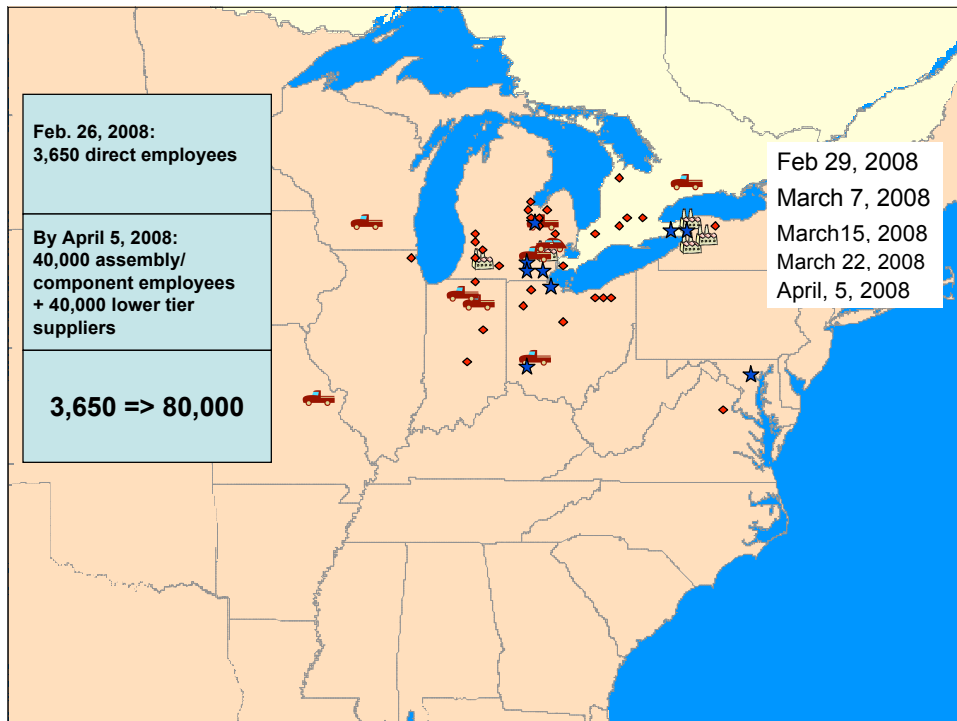 Feb. 26, 2008:
3,650 direct employees
By April 5, 2008:
40,000 assembly/
component employees
+ 40,000 lower tier
suppliers
3,650 => 80,000
Feb 29, 2008
March 7, 2008
March15, 2008
March 22, 2008
April, 5, 2008